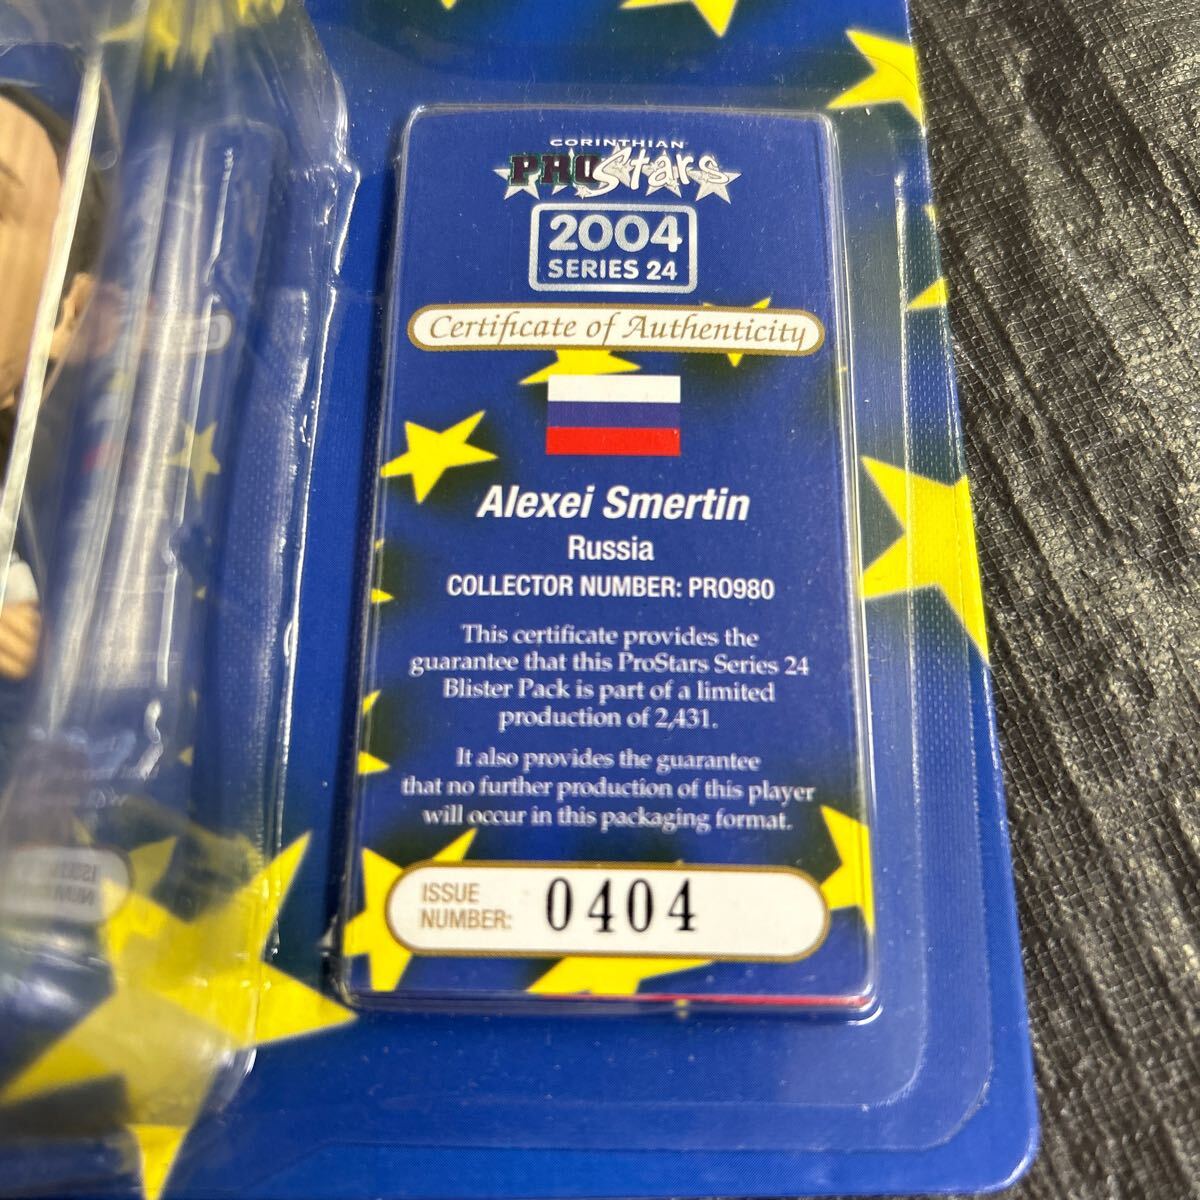 CORINTHIAN
PROStars
2004
SERIES 24
Certificate of Authenticity
Alexei Smertin
Russia
COLLECTOR NUMBER: PRO980
This certificate provides the
guarantee that this ProStars Series 24
Blister Pack is part of a limited
production of 2,431.
It also provides the guarantee
that no further production of this player
will occur in this packaging format.
ISSUE
NUMBER:
0404